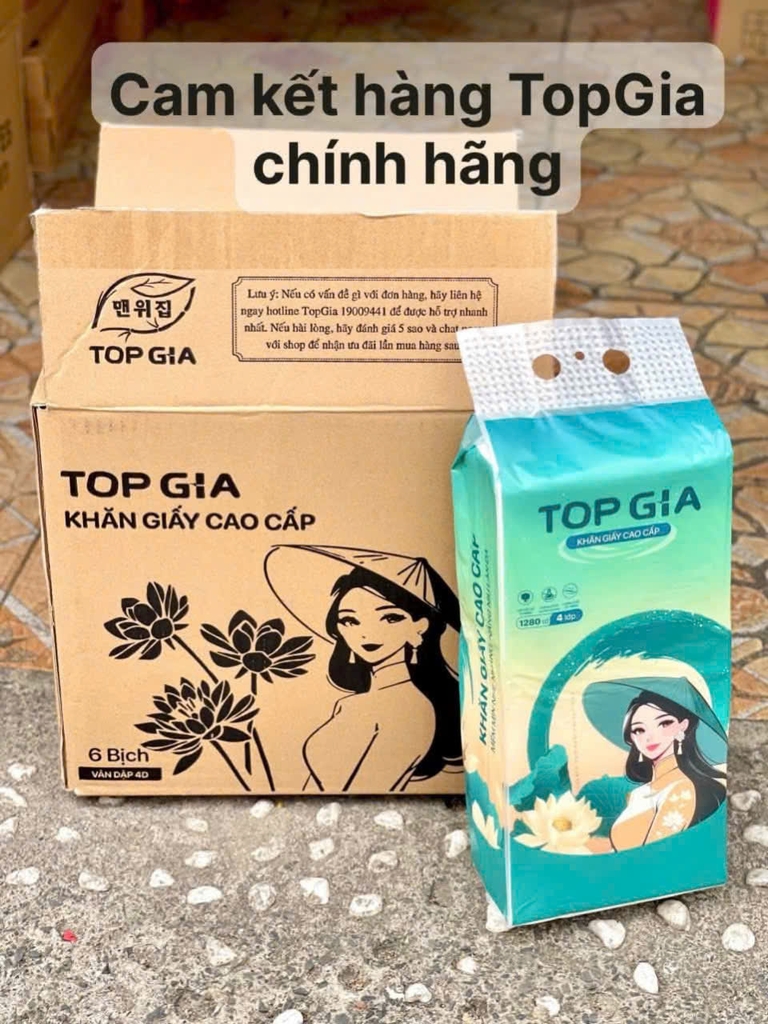 Cam kết hàng TopGia
chính hãng
맨위집
TOP GIA
Lưu ý: Nếu có vấn đề gì với đơn hàng, hãy liên hệ
ngay hotline TopGia 19009441 để được hỗ trợ nhanh
nhất. Nếu hài lòng, hãy đánh giá 5 sao và chat
với shop để nhận ưu đãi lần mua hàng sau
TOP GIA
KHĂN GIẤY CAO CẤP
6 Bịch
VÂN DẬP 4D
TOP GIA
KHĂN GIẤY CAO CẤP
1280 tờ 4 lớp
KHĂN GIẤY CAO CẤP